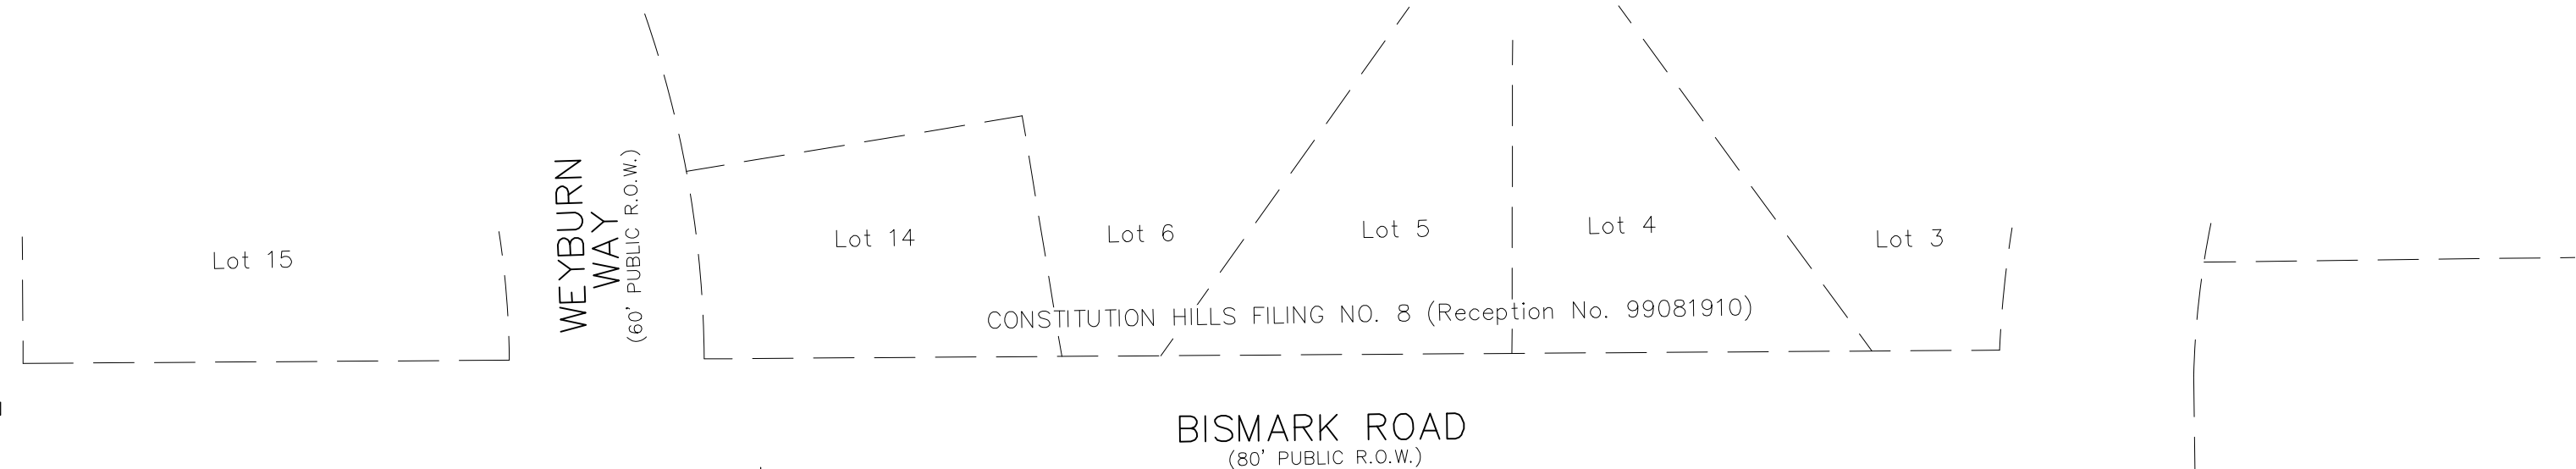 Lot 15
WEYBURN
WAY
(60' PUBLIC R.O.W.)
Lot 14
Lot 6
Lot 5
Lot 4
Lot 3
CONSTITUTION HILLS FILING NO. 8 (Reception No. 99081910)
BISMARK ROAD
(80' PUBLIC R.O.W.)